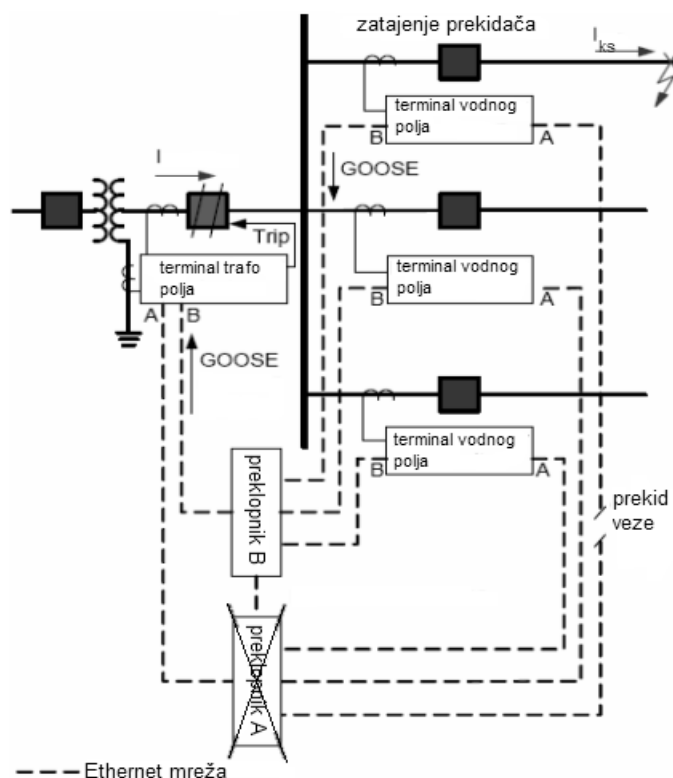 zatajenje prekidača
I
ks
terminal vodnog
polja
B
A
I
GOOSE
Trip
terminal trafo
polja
A
B
GOOSE
terminal vodnog
polja
B
A
terminal vodnog
polja
B
A
preklopnik B
prekid
veze
preklopnik A
Ethernet mreža